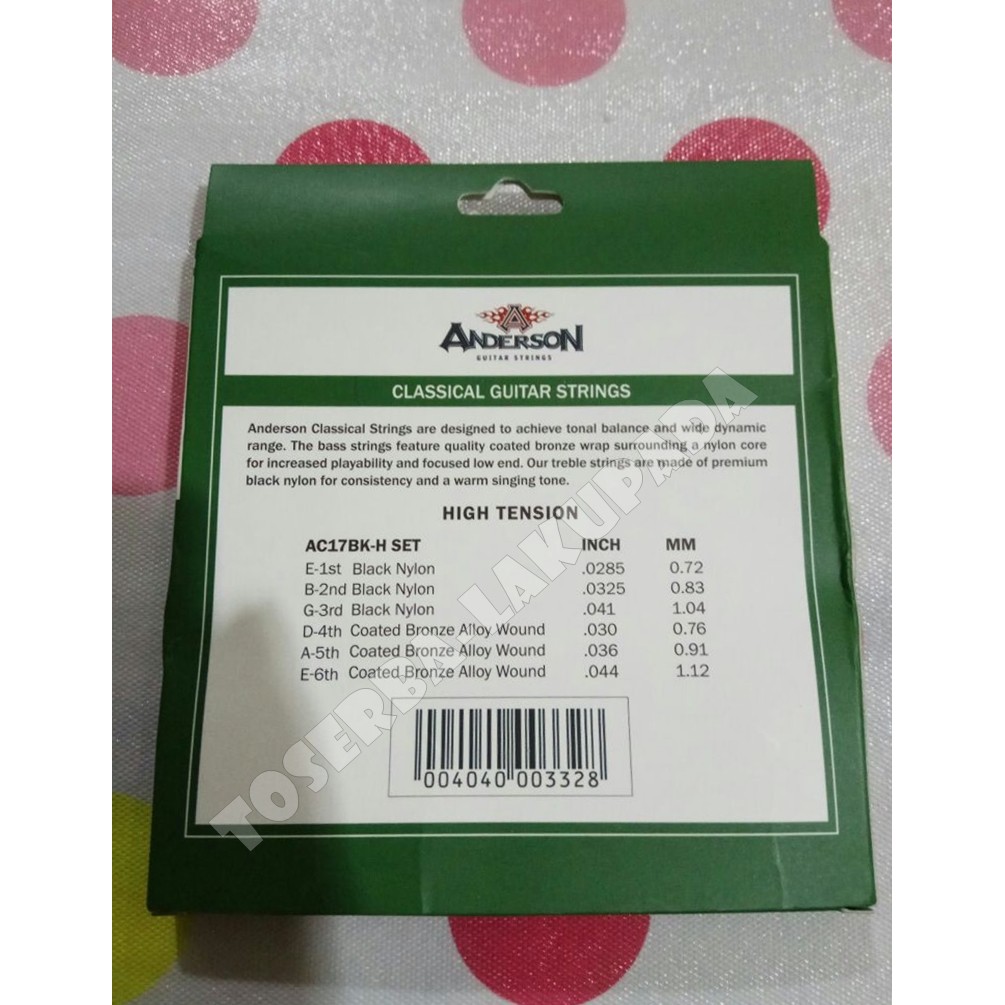 ANDERSON
GUITAR STRINGS
CLASSICAL GUITAR STRINGS
Anderson Classical Strings are designed to achieve tonal balance and wide dynamic
range. The bass strings feature quality coated bronze wrap surrounding a nylon core
for increased playability and focused low end. Our treble strings are made of premium
black nylon for consistency and a warm singing tone.
HIGH TENSION
AC17BK-H SET INCH MM
E-1st Black Nylon .0285 0.72
B-2nd Black Nylon .0325 0.83
G-3rd Black Nylon .041 1.04
D-4th Coated Bronze Alloy Wound .030 0.76
A-5th Coated Bronze Alloy Wound .036 0.91
E-6th Coated Bronze Alloy Wound .044 1.12
004040 003328
TOSERBA-LAKUPADA